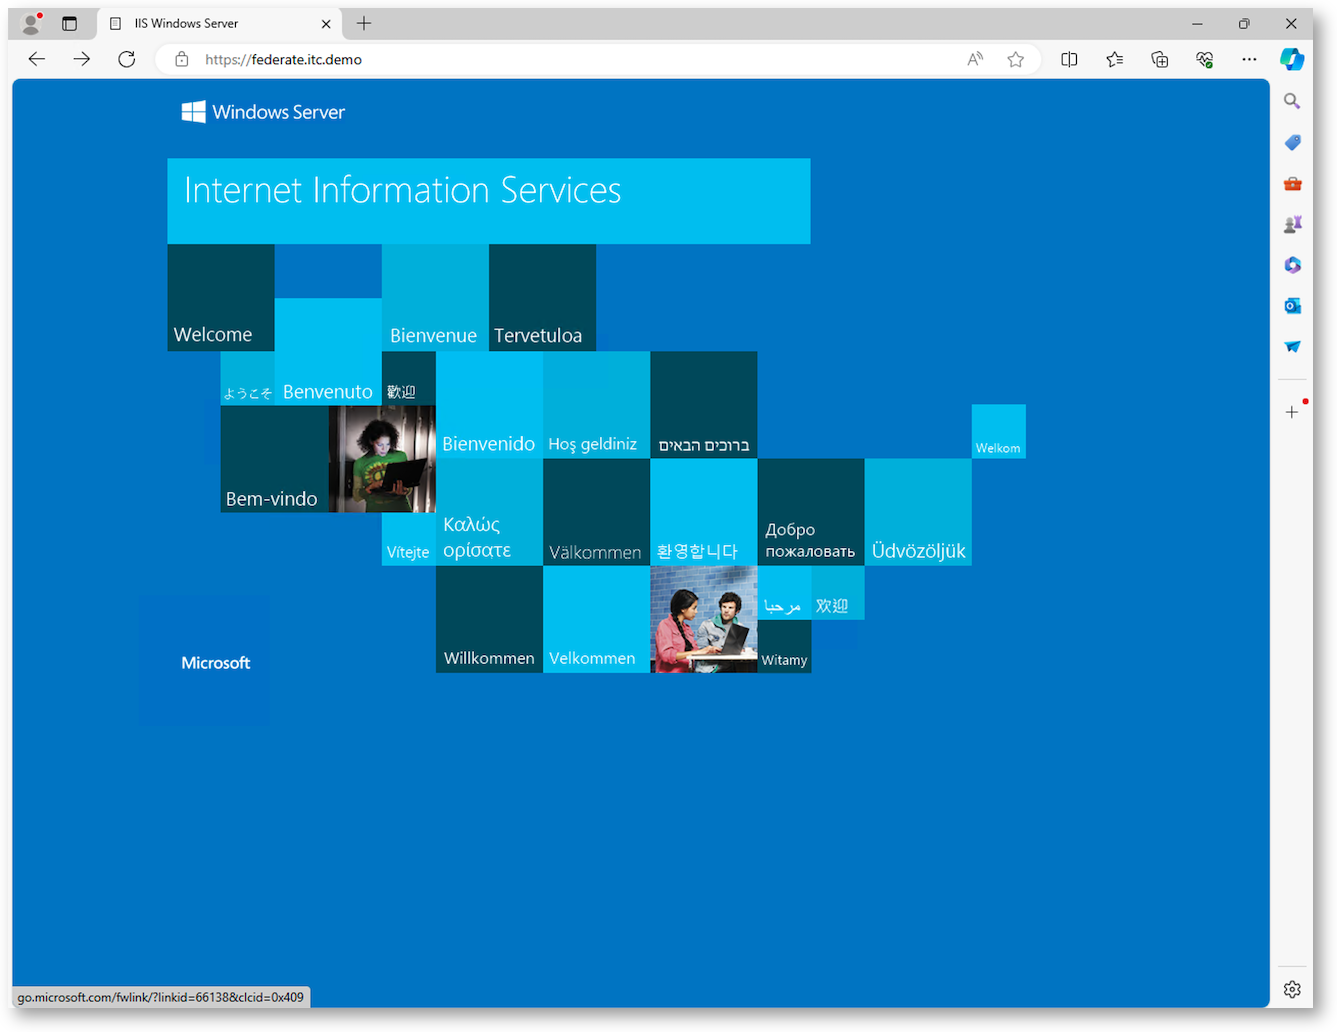 IIS Windows Server
https://federate.itc.demo
Windows Server
Internet Information Services
Welcome
Bienvenue
Tervetuloa
ようこそ
Benvenuto
歡迎
Bienvenido
Hoş geldiniz
ברוכים הבאים
Welkom
Bem-vindo
Vítejte
Καλώς
ορίσατε
Välkommen
환영합니다
Добро
пожаловать
Üdvözöljük
Willkommen
Velkommen
مرحبا
欢迎
Witamy
Microsoft
go.microsoft.com/fwlink/?linkid=66138&clcid=0x409